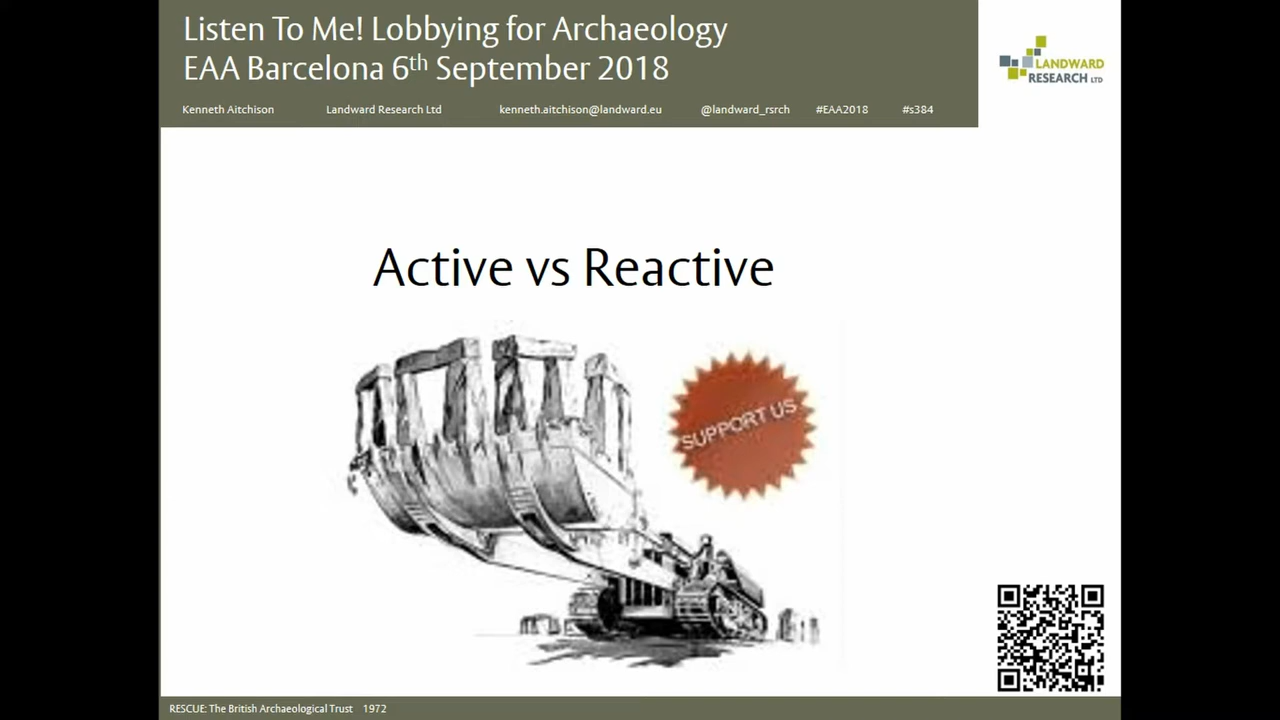 Listen To Me! Lobbying for Archaeology
EAA Barcelona 6th September 2018
Kenneth Aitchison Landward Research Ltd kenneth.aitchison@landward.eu @landward_rsrch #EAA2018 #s384
LANDWARD
RESEARCH LTD
Active vs Reactive
SUPPORT US
RESCUE: The British Archaeological Trust 1972